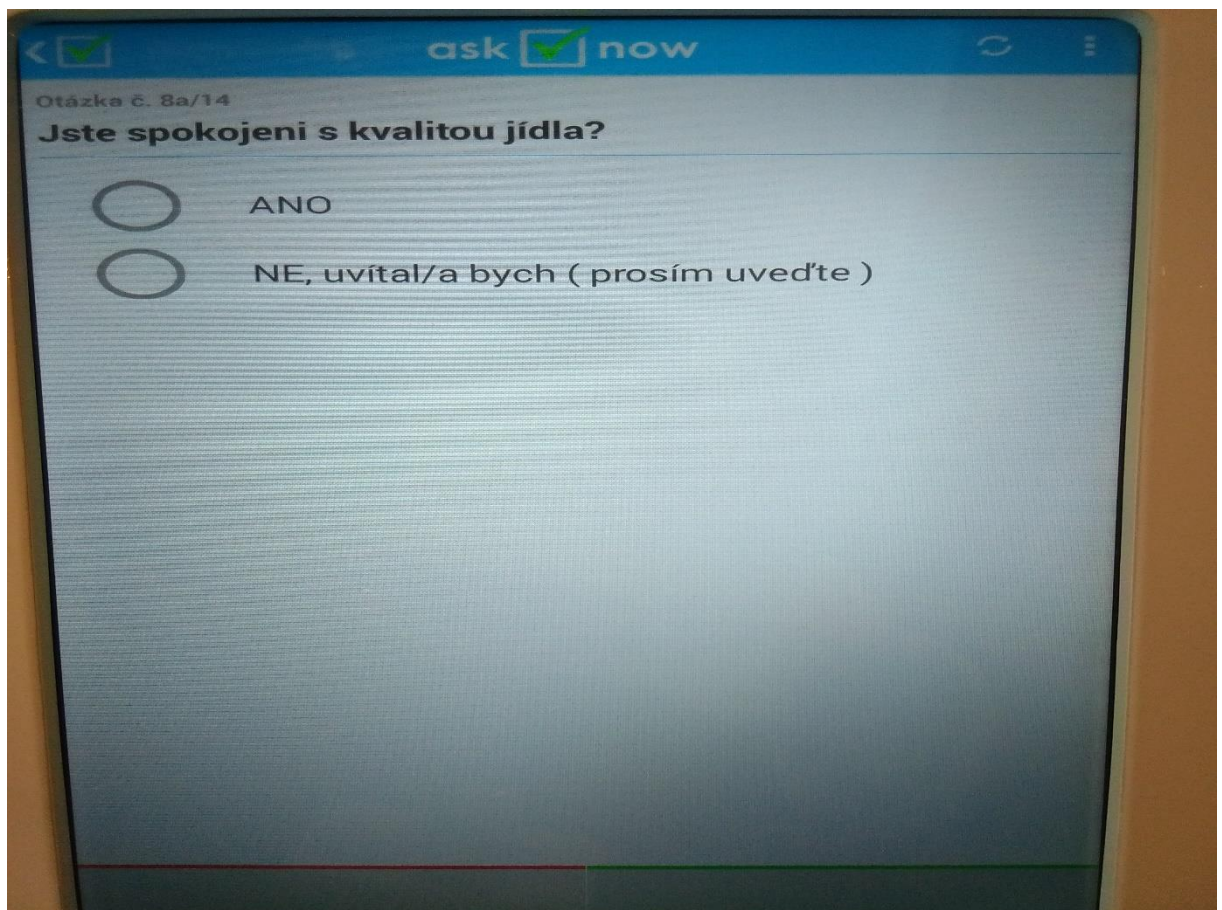 ask now
Otázka č. 8a/14
Jste spokojeni s kvalitou jídla?
ANO
NE, uvítal/a bych ( prosím uveďte )